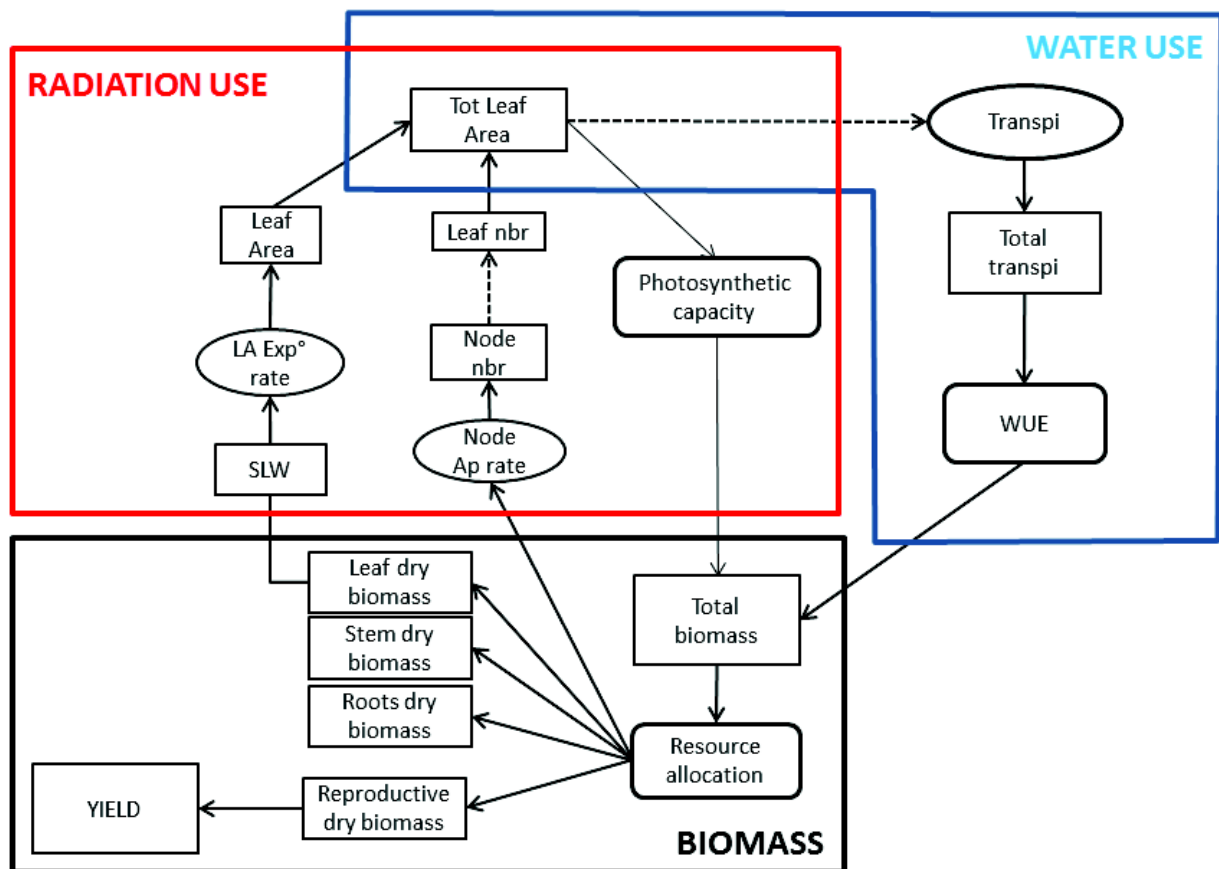 WATER USE
RADIATION USE
Tot Leaf
Area
Transpi
Leaf
Area
Leaf nbr
Total
transpi
Photosynthetic
capacity
LA Exp°
rate
Node
nbr
WUE
SLW
Node
Ap rate
Leaf dry
biomass
Total
biomass
Stem dry
biomass
Roots dry
biomass
Resource
allocation
YIELD
Reproductive
dry biomass
BIOMASS